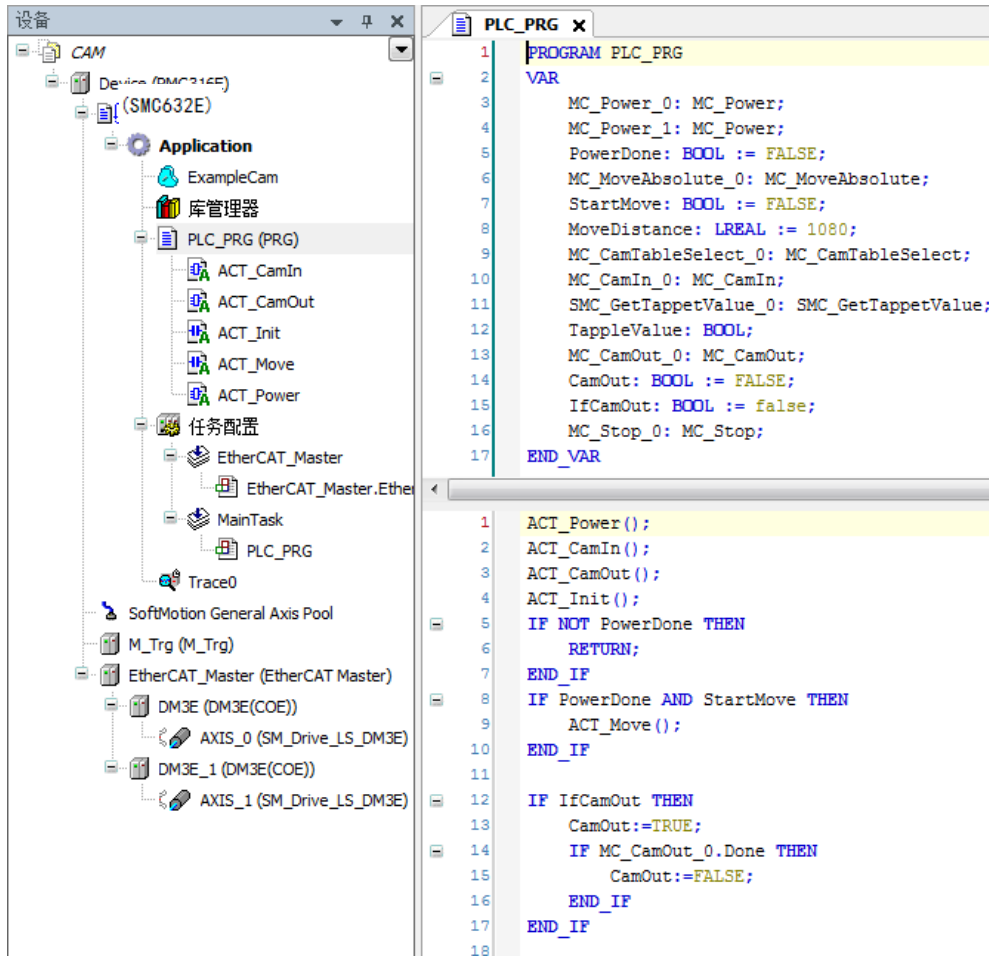 设备
CAM
Device (PMC316E)
(SMC632E)
Application
ExampleCam
库管理器
PLC_PRG (PRG)
ACT_CamIn
ACT_CamOut
ACT_Init
ACT_Move
ACT_Power
任务配置
EtherCAT_Master
EtherCAT_Master.Ether
MainTask
PLC_PRG
Trace0
SoftMotion General Axis Pool
M_Trg (M_Trg)
EtherCAT_Master (EtherCAT Master)
DM3E (DM3E(COE))
AXIS_0 (SM_Drive_LS_DM3E)
DM3E_1 (DM3E(COE))
AXIS_1 (SM_Drive_LS_DM3E)
PLC_PRG
1 PROGRAM PLC_PRG
2 VAR
3 MC_Power_0: MC_Power;
4 MC_Power_1: MC_Power;
5 PowerDone: BOOL := FALSE;
6 MC_MoveAbsolute_0: MC_MoveAbsolute;
7 StartMove: BOOL := FALSE;
8 MoveDistance: LREAL := 1080;
9 MC_CamTableSelect_0: MC_CamTableSelect;
10 MC_CamIn_0: MC_CamIn;
11 SMC_GetTappetValue_0: SMC_GetTappetValue;
12 TappleValue: BOOL;
13 MC_CamOut_0: MC_CamOut;
14 CamOut: BOOL := FALSE;
15 IfCamOut: BOOL := false;
16 MC_Stop_0: MC_Stop;
17 END_VAR
1 ACT_Power();
2 ACT_CamIn();
3 ACT_CamOut();
4 ACT_Init();
5 IF NOT PowerDone THEN
6 RETURN;
7 END_IF
8 IF PowerDone AND StartMove THEN
9 ACT_Move();
10 END_IF
11
12 IF IfCamOut THEN
13 CamOut:=TRUE;
14 IF MC_CamOut_0.Done THEN
15 CamOut:=FALSE;
16 END_IF
17 END_IF
18